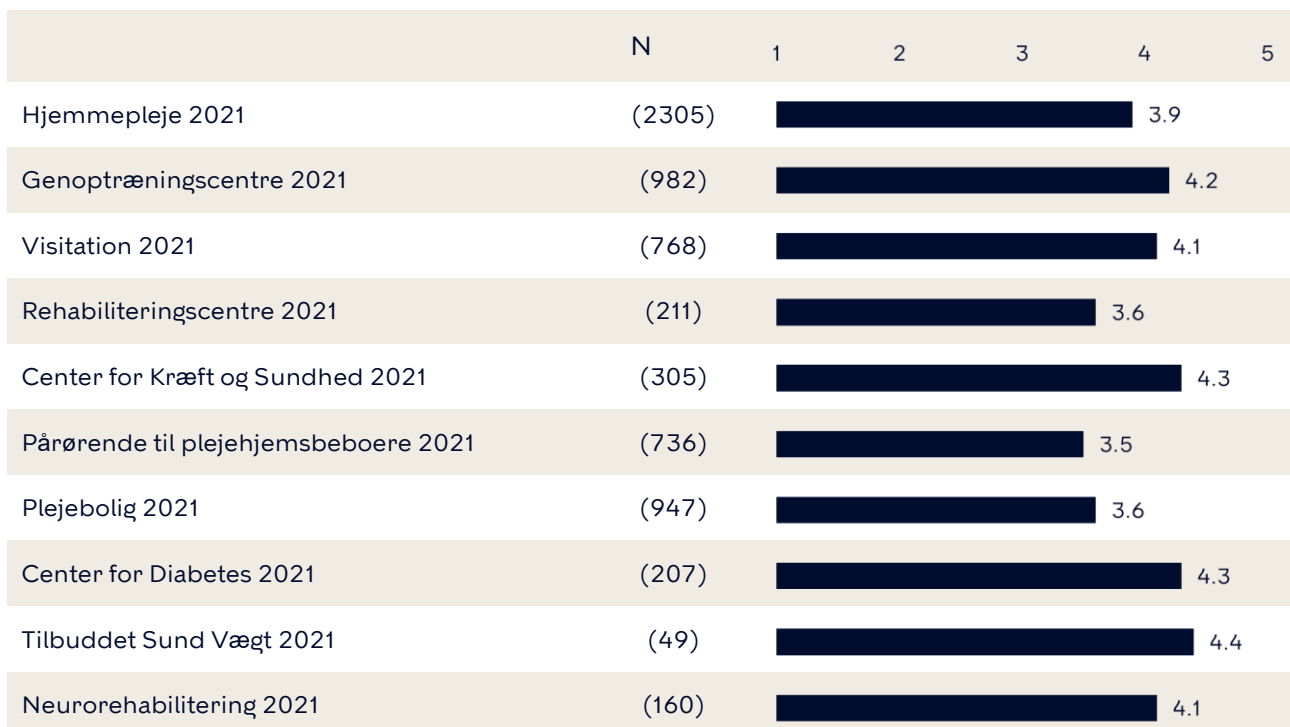 N 1 2 3 4 5
Hjemmepleje 2021 (2305) 3.9
Genoptræningscentre 2021 (982) 4.2
Visitation 2021 (768) 4.1
Rehabiliteringscentre 2021 (211) 3.6
Center for Kræft og Sundhed 2021 (305) 4.3
Pårørende til plejehjemsbeboere 2021 (736) 3.5
Plejebolig 2021 (947) 3.6
Center for Diabetes 2021 (207) 4.3
Tilbuddet Sund Vægt 2021 (49) 4.4
Neurorehabilitering 2021 (160) 4.1